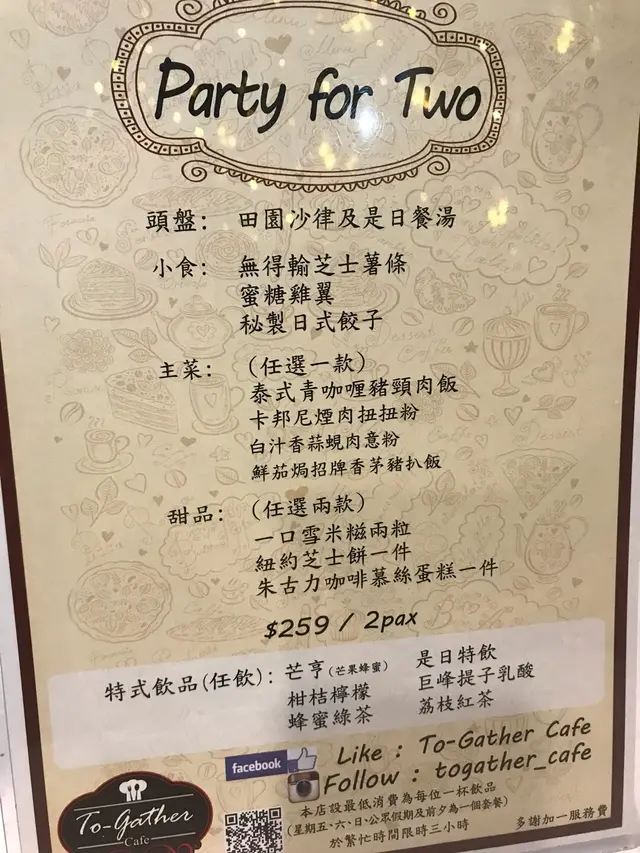 Party for Two
頭盤： 田園沙律及是日餐湯
小食： 無得輸芝士薯條
蜜糖雞翼
秘製日式餃子
主菜： （任選一款）
泰式青咖喱豬頸肉飯
卡邦尼煙肉扭扭粉
白汁香蒜蜆肉意粉
鮮茄焗招牌香茅豬扒飯
甜品： （任選兩款）
一口雪米糍兩粒
紐約芝士餅一件
朱古力咖啡慕絲蛋糕一件
$259 / 2pax
特式飲品(任飲)： 芒亨(芒果蜂蜜)
柑桔檸檬
蜂蜜綠茶
是日特飲
巨峰提子乳酸
荔枝紅茶
facebook
Like : To-Gather Cafe
Follow : togather_cafe
To-Gather
Cafe
本店設最低消費為每位一杯飲品
(星期五、六、日、公眾假期及前夕為一個套餐)
於繁忙時間限時三小時
多謝加一服務費